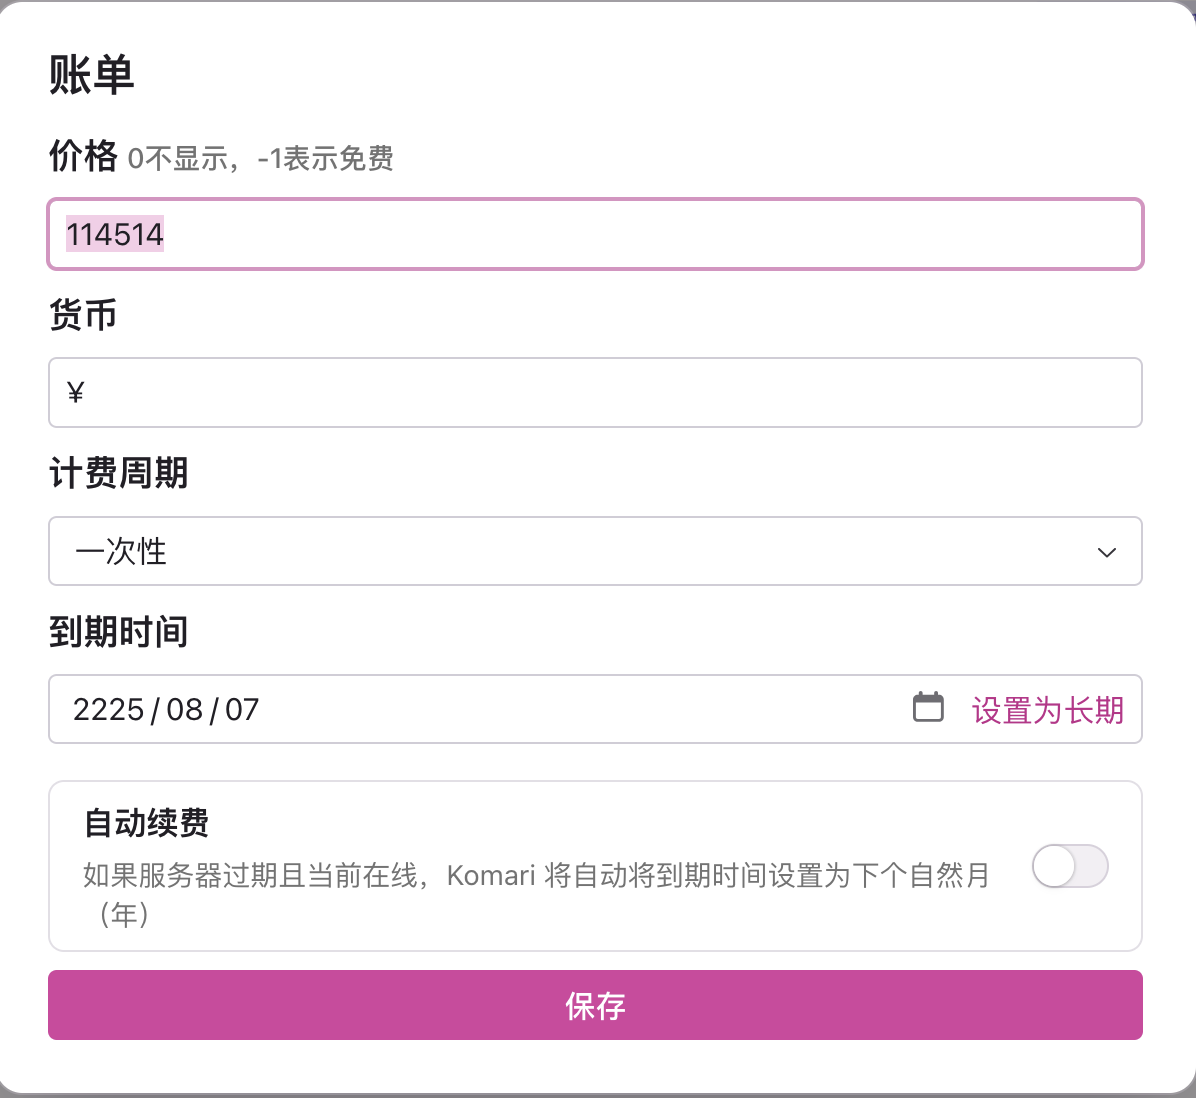 账单
价格 0不显示，-1表示免费
114514
货币
¥
计费周期
一次性
到期时间
2225/08/07 设置为长期
自动续费
如果服务器过期且当前在线，Komari 将自动将到期时间设置为下个自然月
（年）
保存